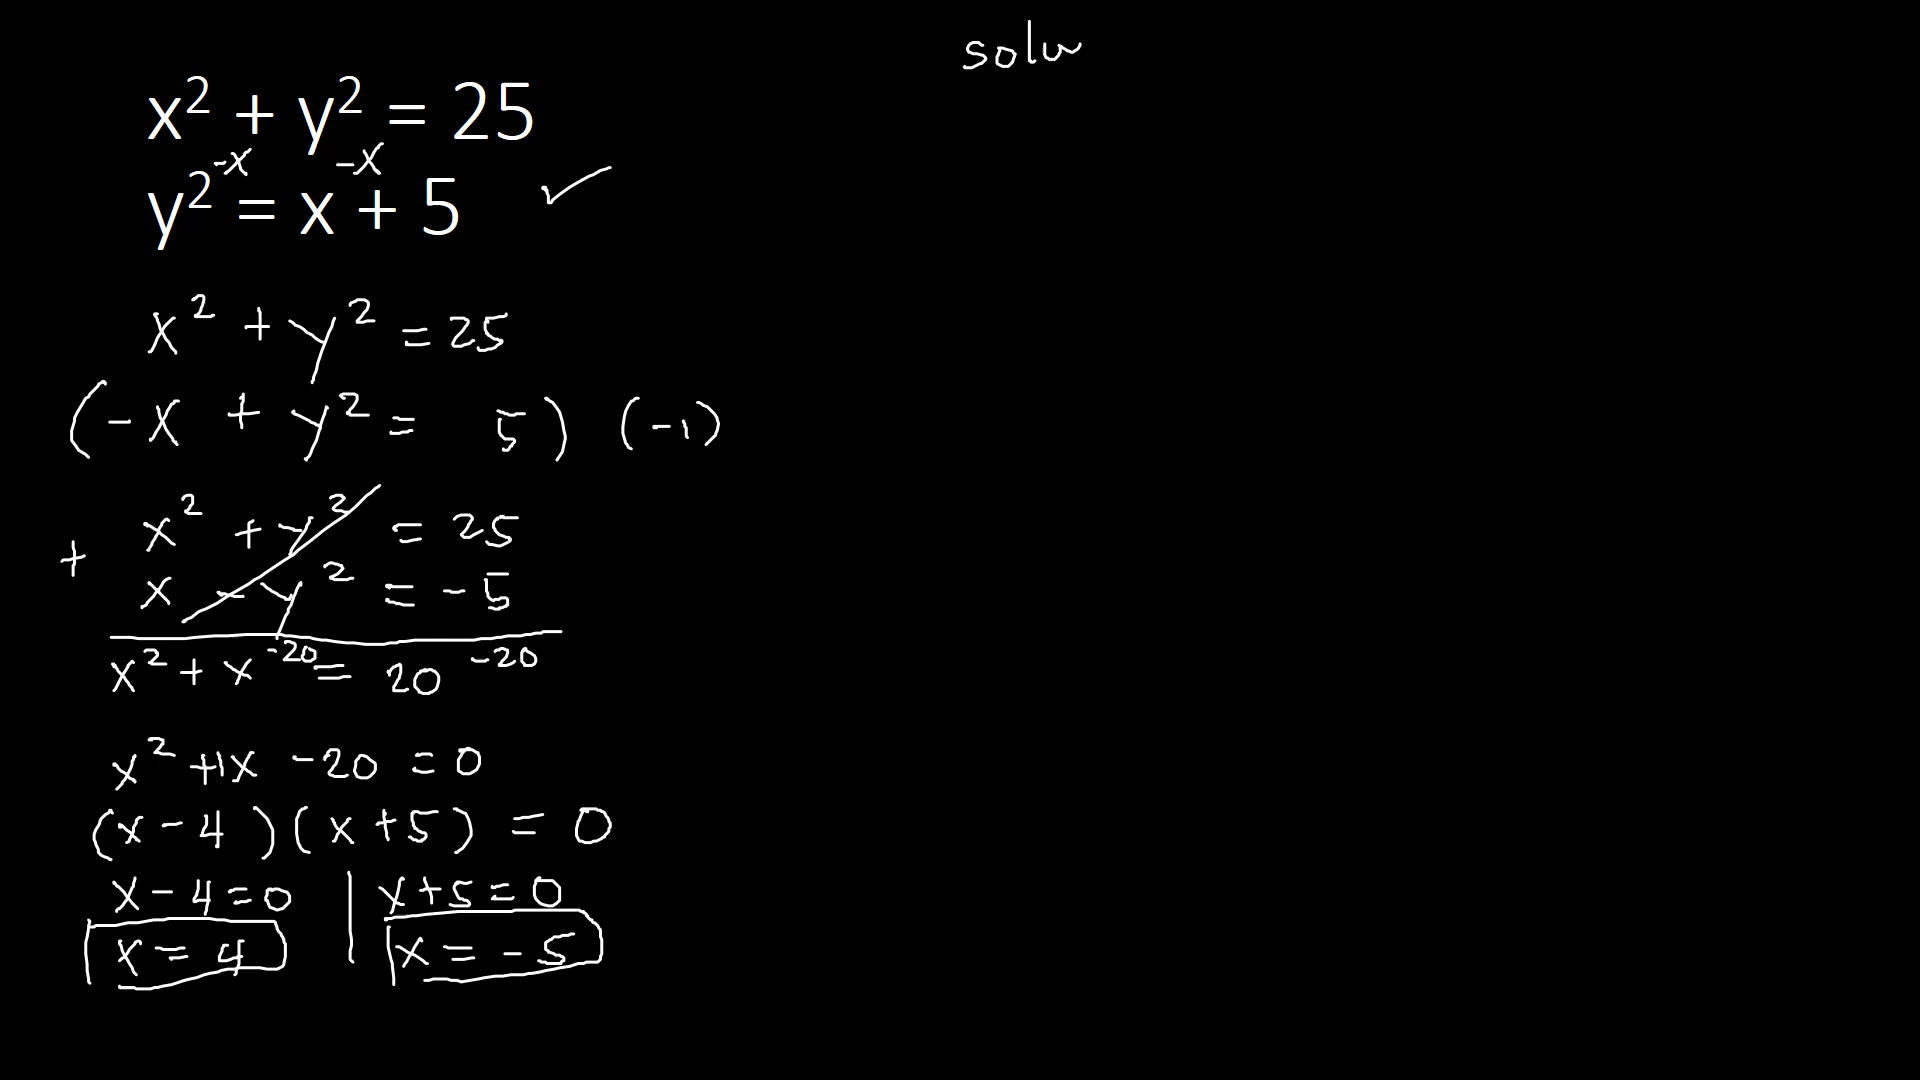 x² + y² = 25
-x -x
y² = x + 5 ✓
x² + y² = 25
(-x + y² = 5) (-1)
x² + y² = 25
+ x - y² = -5
x² + x -20 = 20 -20
x² +1x -20 = 0
(x - 4)(x + 5) = 0
x - 4 = 0 | x + 5 = 0
x = 4 x = -5